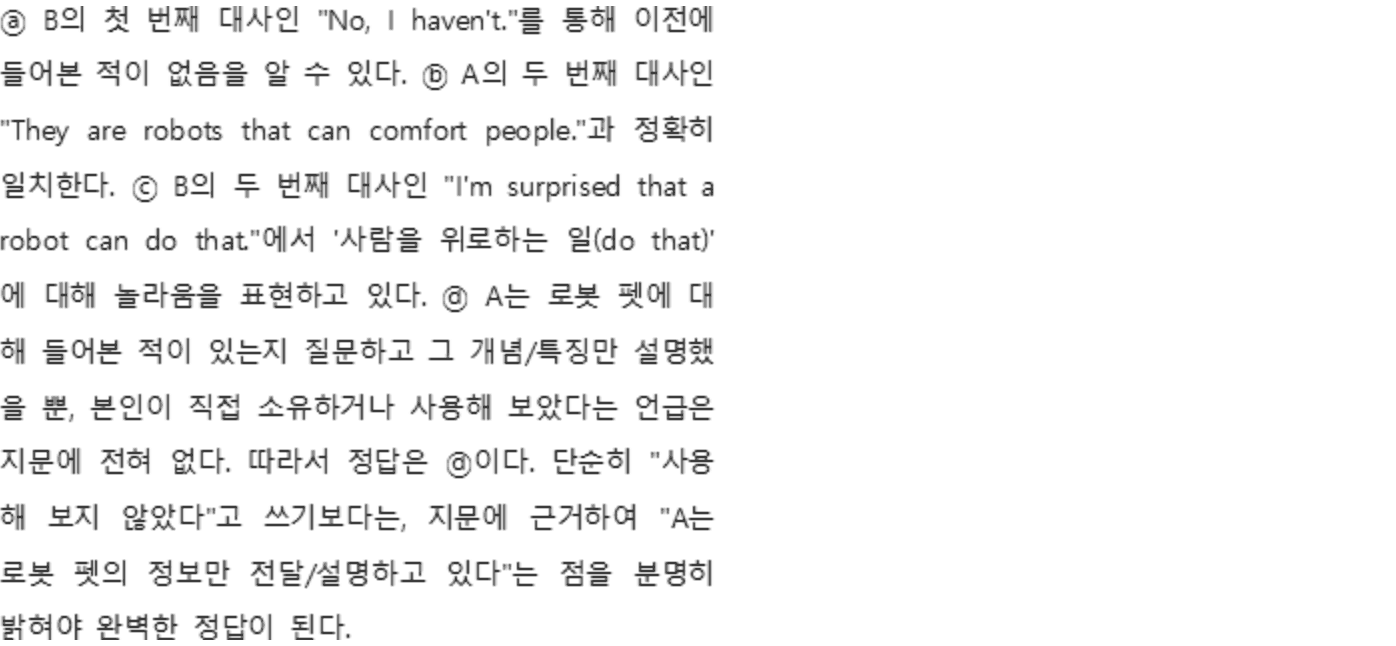 ⓐ B의 첫 번째 대사인 "No, I haven't."를 통해 이전에
들어본 적이 없음을 알 수 있다. ⓑ A의 두 번째 대사인
"They are robots that can comfort people."과 정확히
일치한다. ⓒ B의 두 번째 대사인 "I'm surprised that a
robot can do that."에서 '사람을 위로하는 일(do that)'
에 대해 놀라움을 표현하고 있다. ⓓ A는 로봇 펫에 대
해 들어본 적이 있는지 질문하고 그 개념/특징만 설명했
을 뿐, 본인이 직접 소유하거나 사용해 보았다는 언급은
지문에 전혀 없다. 따라서 정답은 ⓓ이다. 단순히 "사용
해 보지 않았다"고 쓰기보다는, 지문에 근거하여 "A는
로봇 펫의 정보만 전달/설명하고 있다"는 점을 분명히
밝혀야 완벽한 정답이 된다.